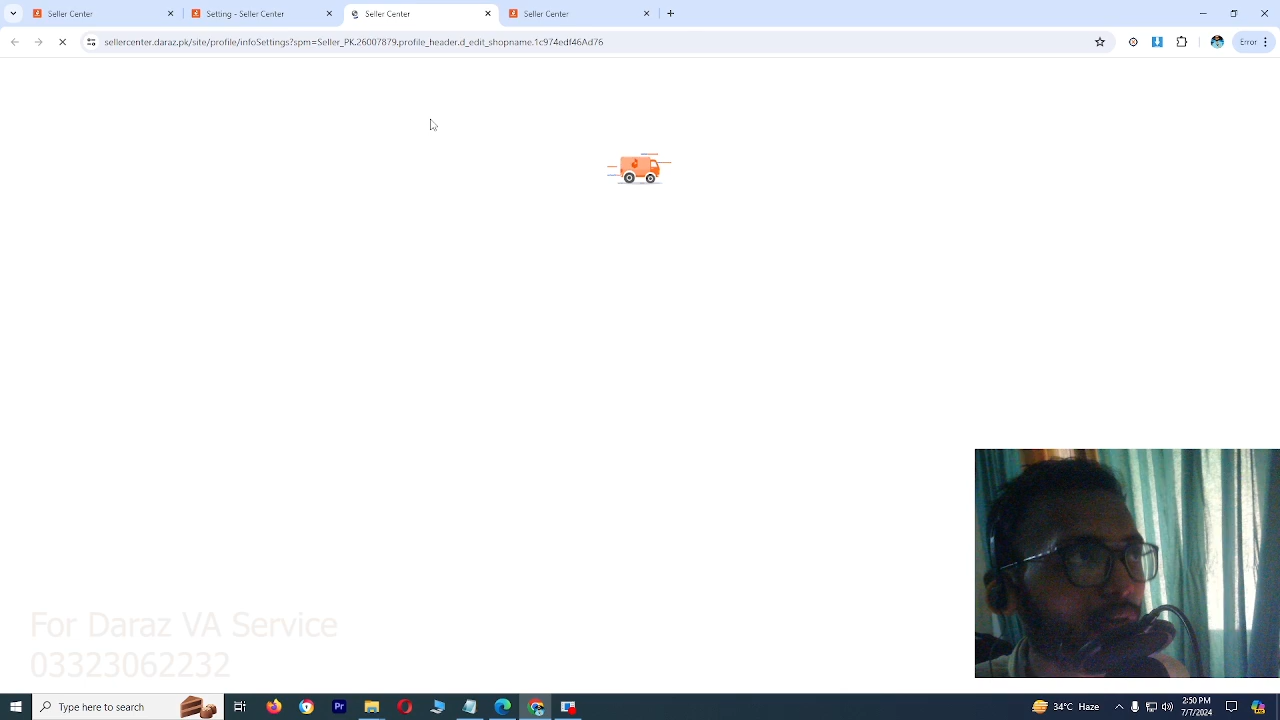 Seller Center
Setting - Seller Center
Seller Center
Seller Center
sellercenter.daraz.pk/site/profile/infoSettings?spm=Seller_PK.26007879.profile_header.d_edit_shopname.1c974edf46Ad76
Error
For Daraz VA Service
03323062232
Type here to search
34°C Haze
2:50 PM
7/7/2024